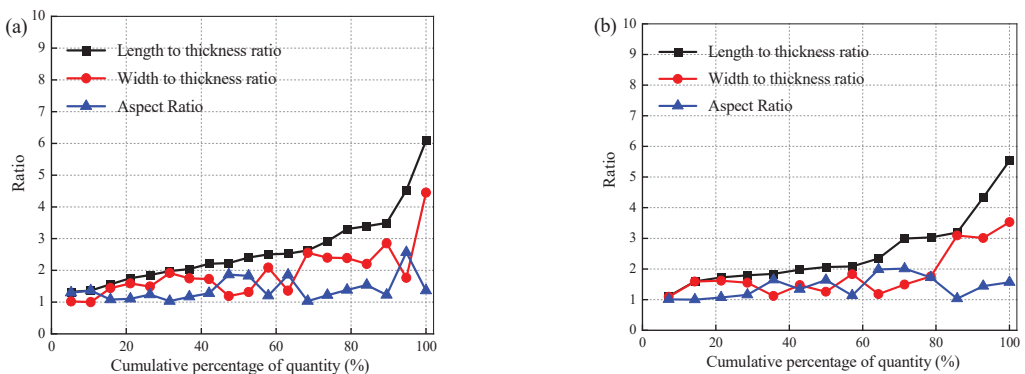 (a)
10
9
8
7
6
5
4
3
2
1
0
Ratio
Length to thickness ratio
Width to thickness ratio
Aspect Ratio
0 20 40 60 80 100
Cumulative percentage of quantity (%)
(b)
10
9
8
7
6
5
4
3
2
1
0
Ratio
Length to thickness ratio
Width to thickness ratio
Aspect Ratio
0 20 40 60 80 100
Cumulative percentage of quantity (%)